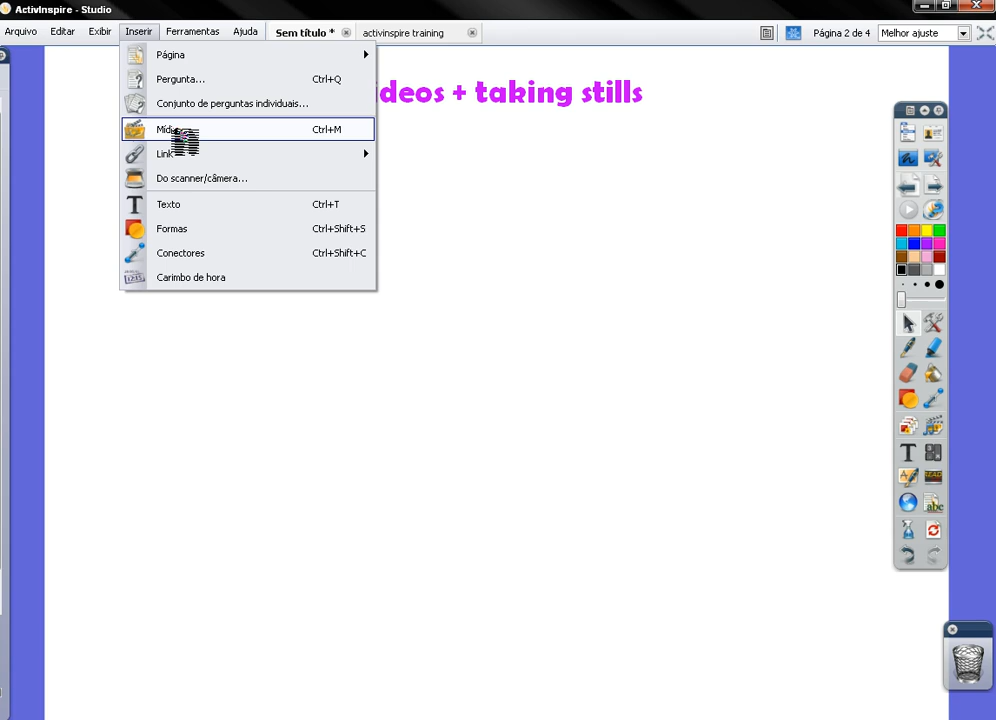 ActivInspire - Studio
Arquivo Editar Exibir Inserir Ferramentas Ajuda Sem título * activinspire training Página 2 de 4 Melhor ajuste
Página
Pergunta... Ctrl+Q
Conjunto de perguntas individuais...
Ctrl+M
Link
Do scanner/câmera...
Texto Ctrl+T
Formas Ctrl+Shift+S
Conectores Ctrl+Shift+C
Carimbo de hora
ideos + taking stills